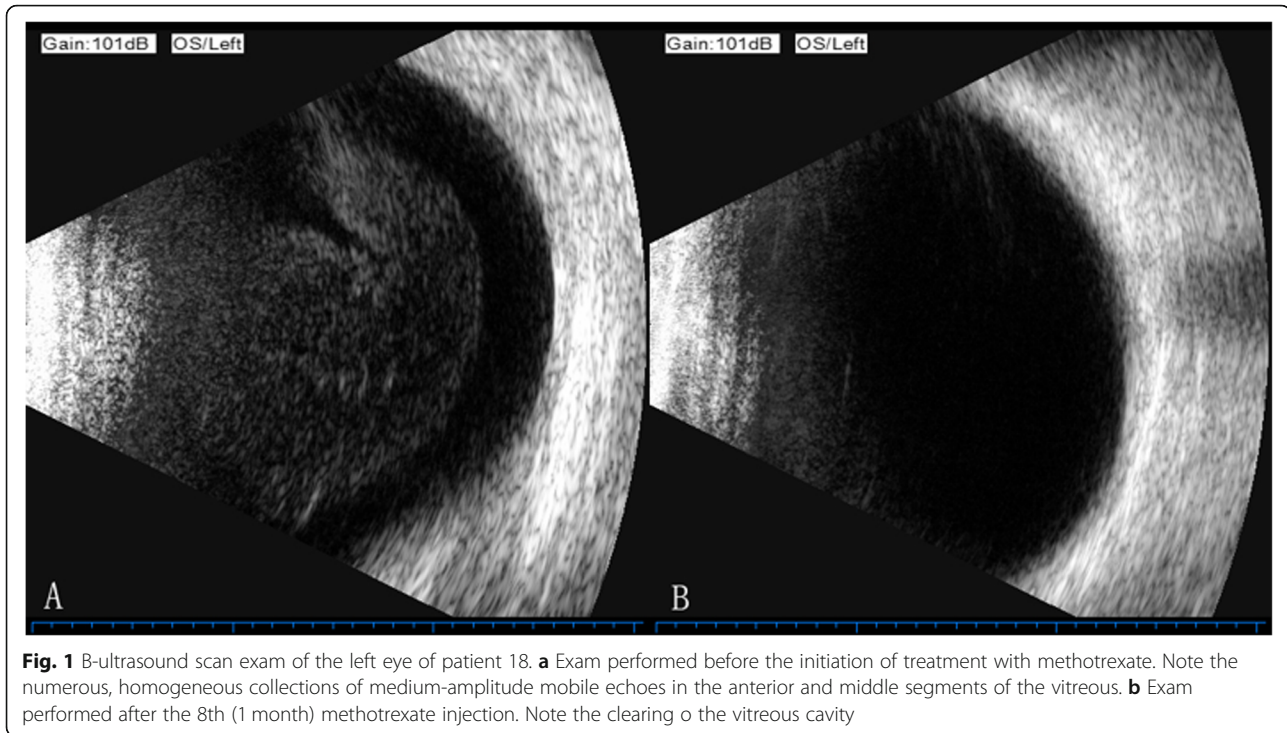 Gain:101dB OS/Left
Gain:101dB OS/Left
A
B
Fig. 1 B-ultrasound scan exam of the left eye of patient 18. a Exam performed before the initiation of treatment with methotrexate. Note the
numerous, homogeneous collections of medium-amplitude mobile echoes in the anterior and middle segments of the vitreous. b Exam
performed after the 8th (1 month) methotrexate injection. Note the clearing o the vitreous cavity